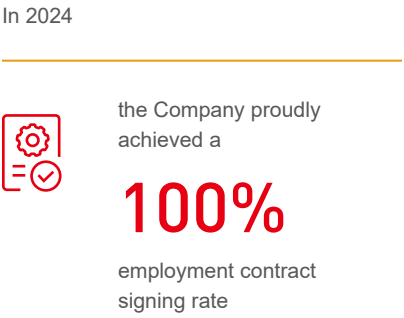 In 2024
the Company proudly
achieved a
100%
employment contract
signing rate